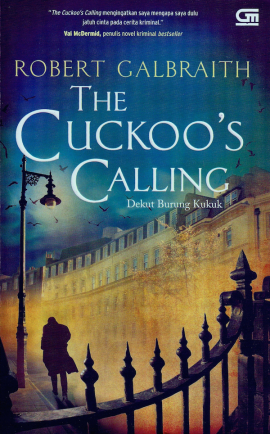 "The Cuckoo's Calling mengingatkan saya mengapa saya dulu
jatuh cinta pada cerita kriminal."
Val McDermid, penulis novel kriminal bestseller
GM
ROBERT GALBRAITH
THE
CUCKOO'S
CALLING
Dekut Burung Kukuk